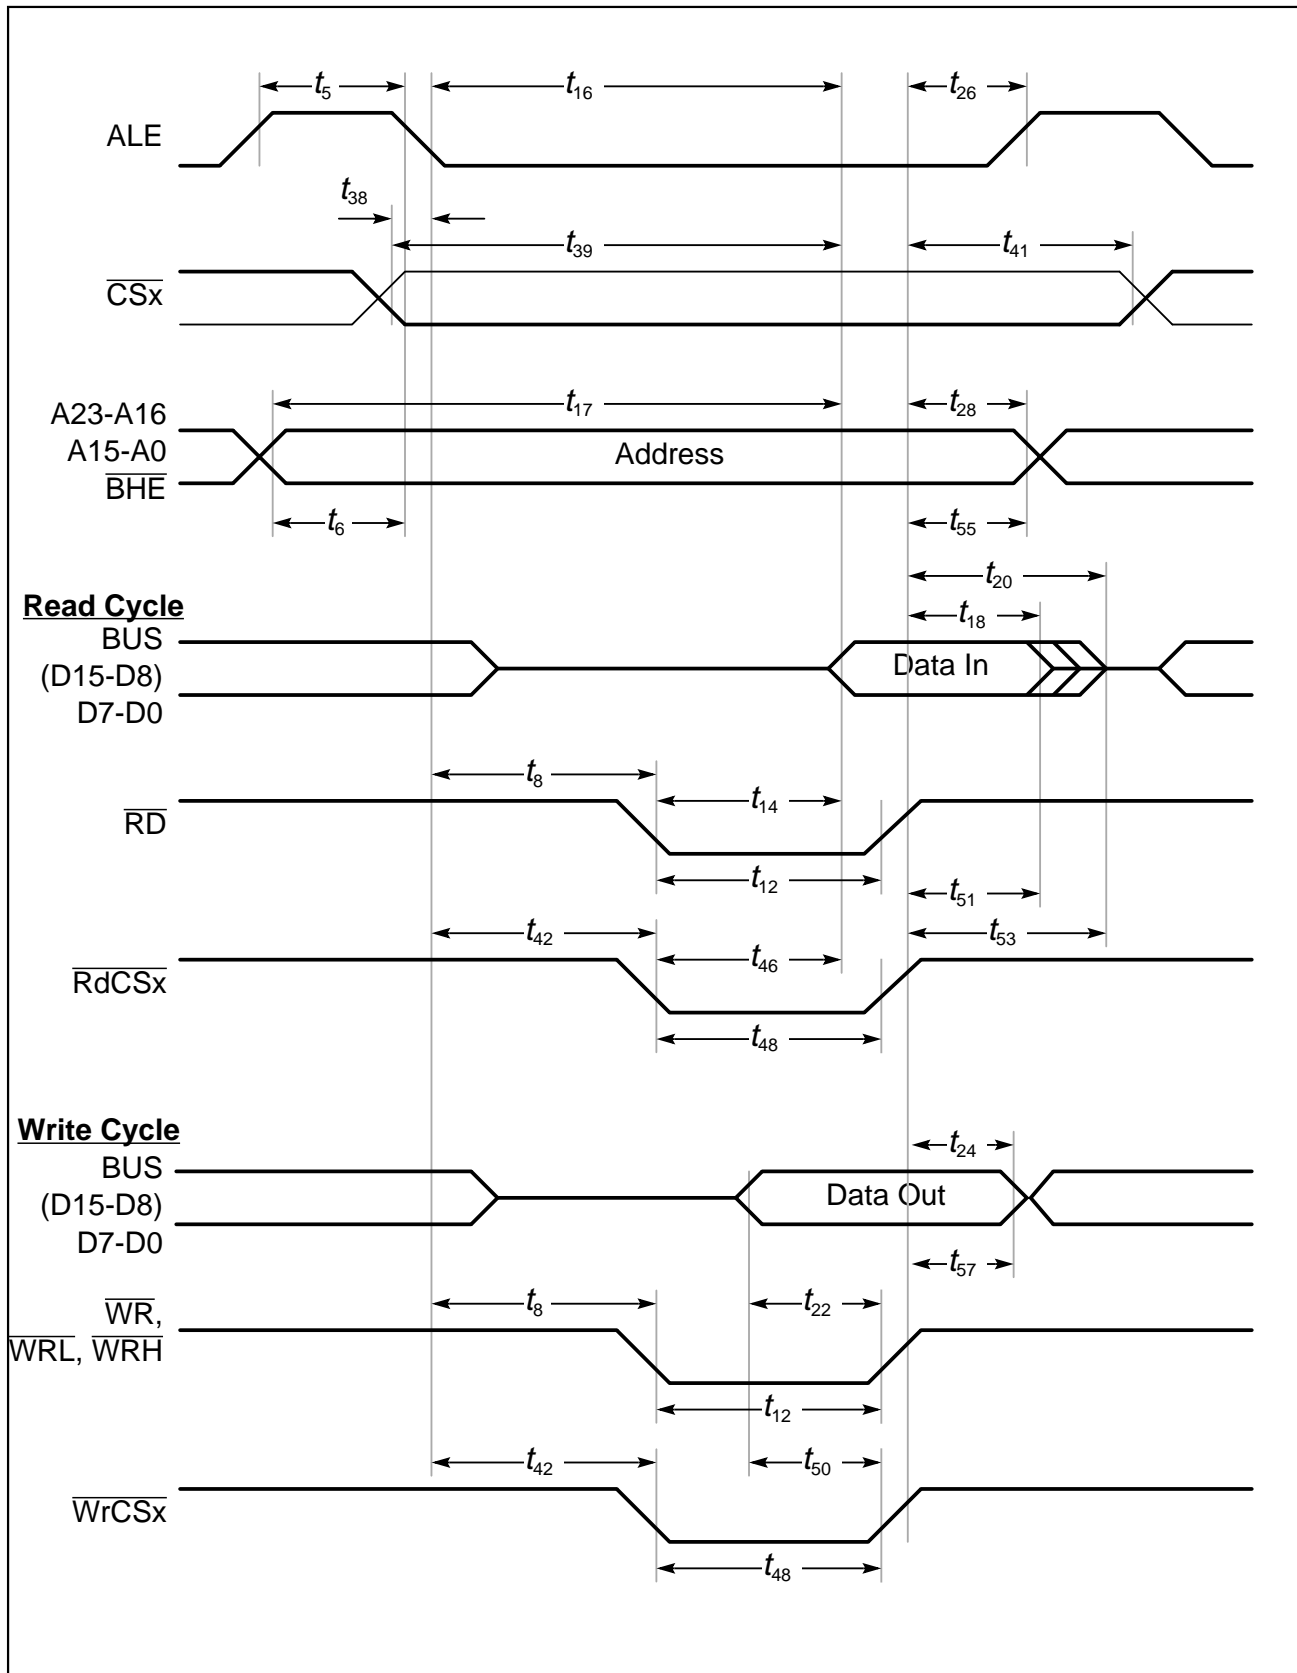 t5 t16 t26
ALE
t38
t39 t41
CSx
t17 t28
A23-A16
A15-A0
Address
BHE
t6 t55
t20
Read Cycle
t18
BUS
Data In
(D15-D8)
D7-D0
t8
t14
RD
t12
t51
t42 t53
t46
RdCSx
t48
Write Cycle
t24
BUS
(D15-D8)
Data Out
D7-D0
t57
t8 t22
WR,
WRL, WRH
t12
t42 t50
WrCSx
t48